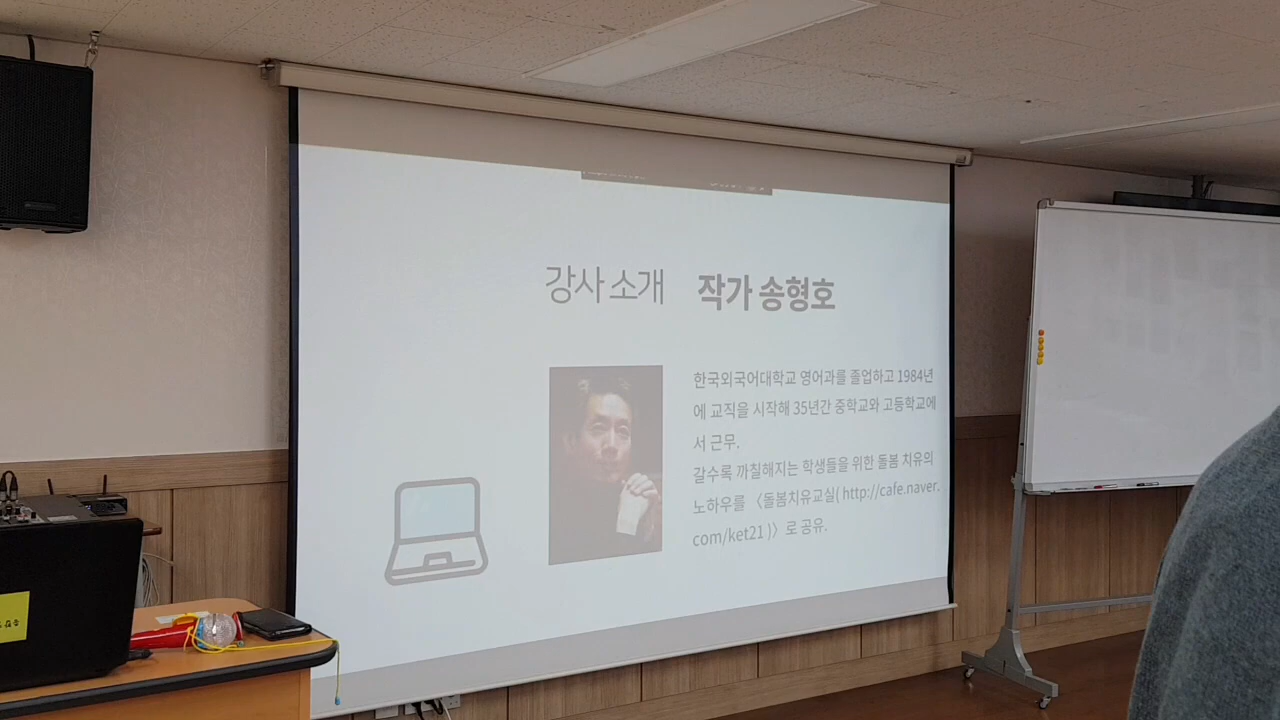 강사 소개
작가 송형호
한국외국어대학교 영어과를 졸업하고 1984년
에 교직을 시작해 35년간 중학교와 고등학교에
서 근무.
갈수록 까칠해지는 학생들을 위한 돌봄 치유의
노하우를 〈돌봄치유교실( http://cafe.naver.
com/ket21 )〉로 공유.